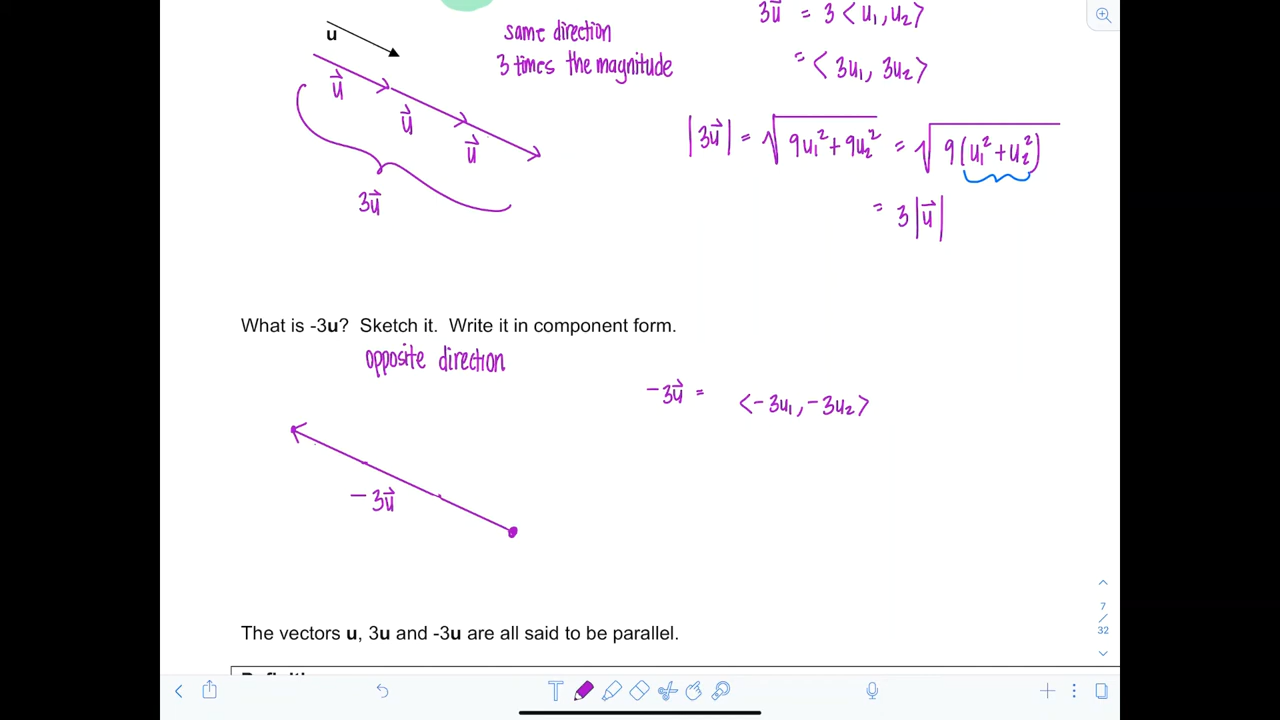 u
u⃗
u⃗
u⃗
3u⃗
same direction
3 times the magnitude
3u⃗ = 3 <u₁, u₂>
= <3u₁, 3u₂>
|3u⃗| = √(9u₁² + 9u₂²) = √(9(u₁² + u₂²))
= 3|u⃗|
What is -3u? Sketch it. Write it in component form.
opposite direction
-3u⃗ = <-3u₁, -3u₂>
-3u⃗
The vectors u, 3u and -3u are all said to be parallel.
7
/
32
T